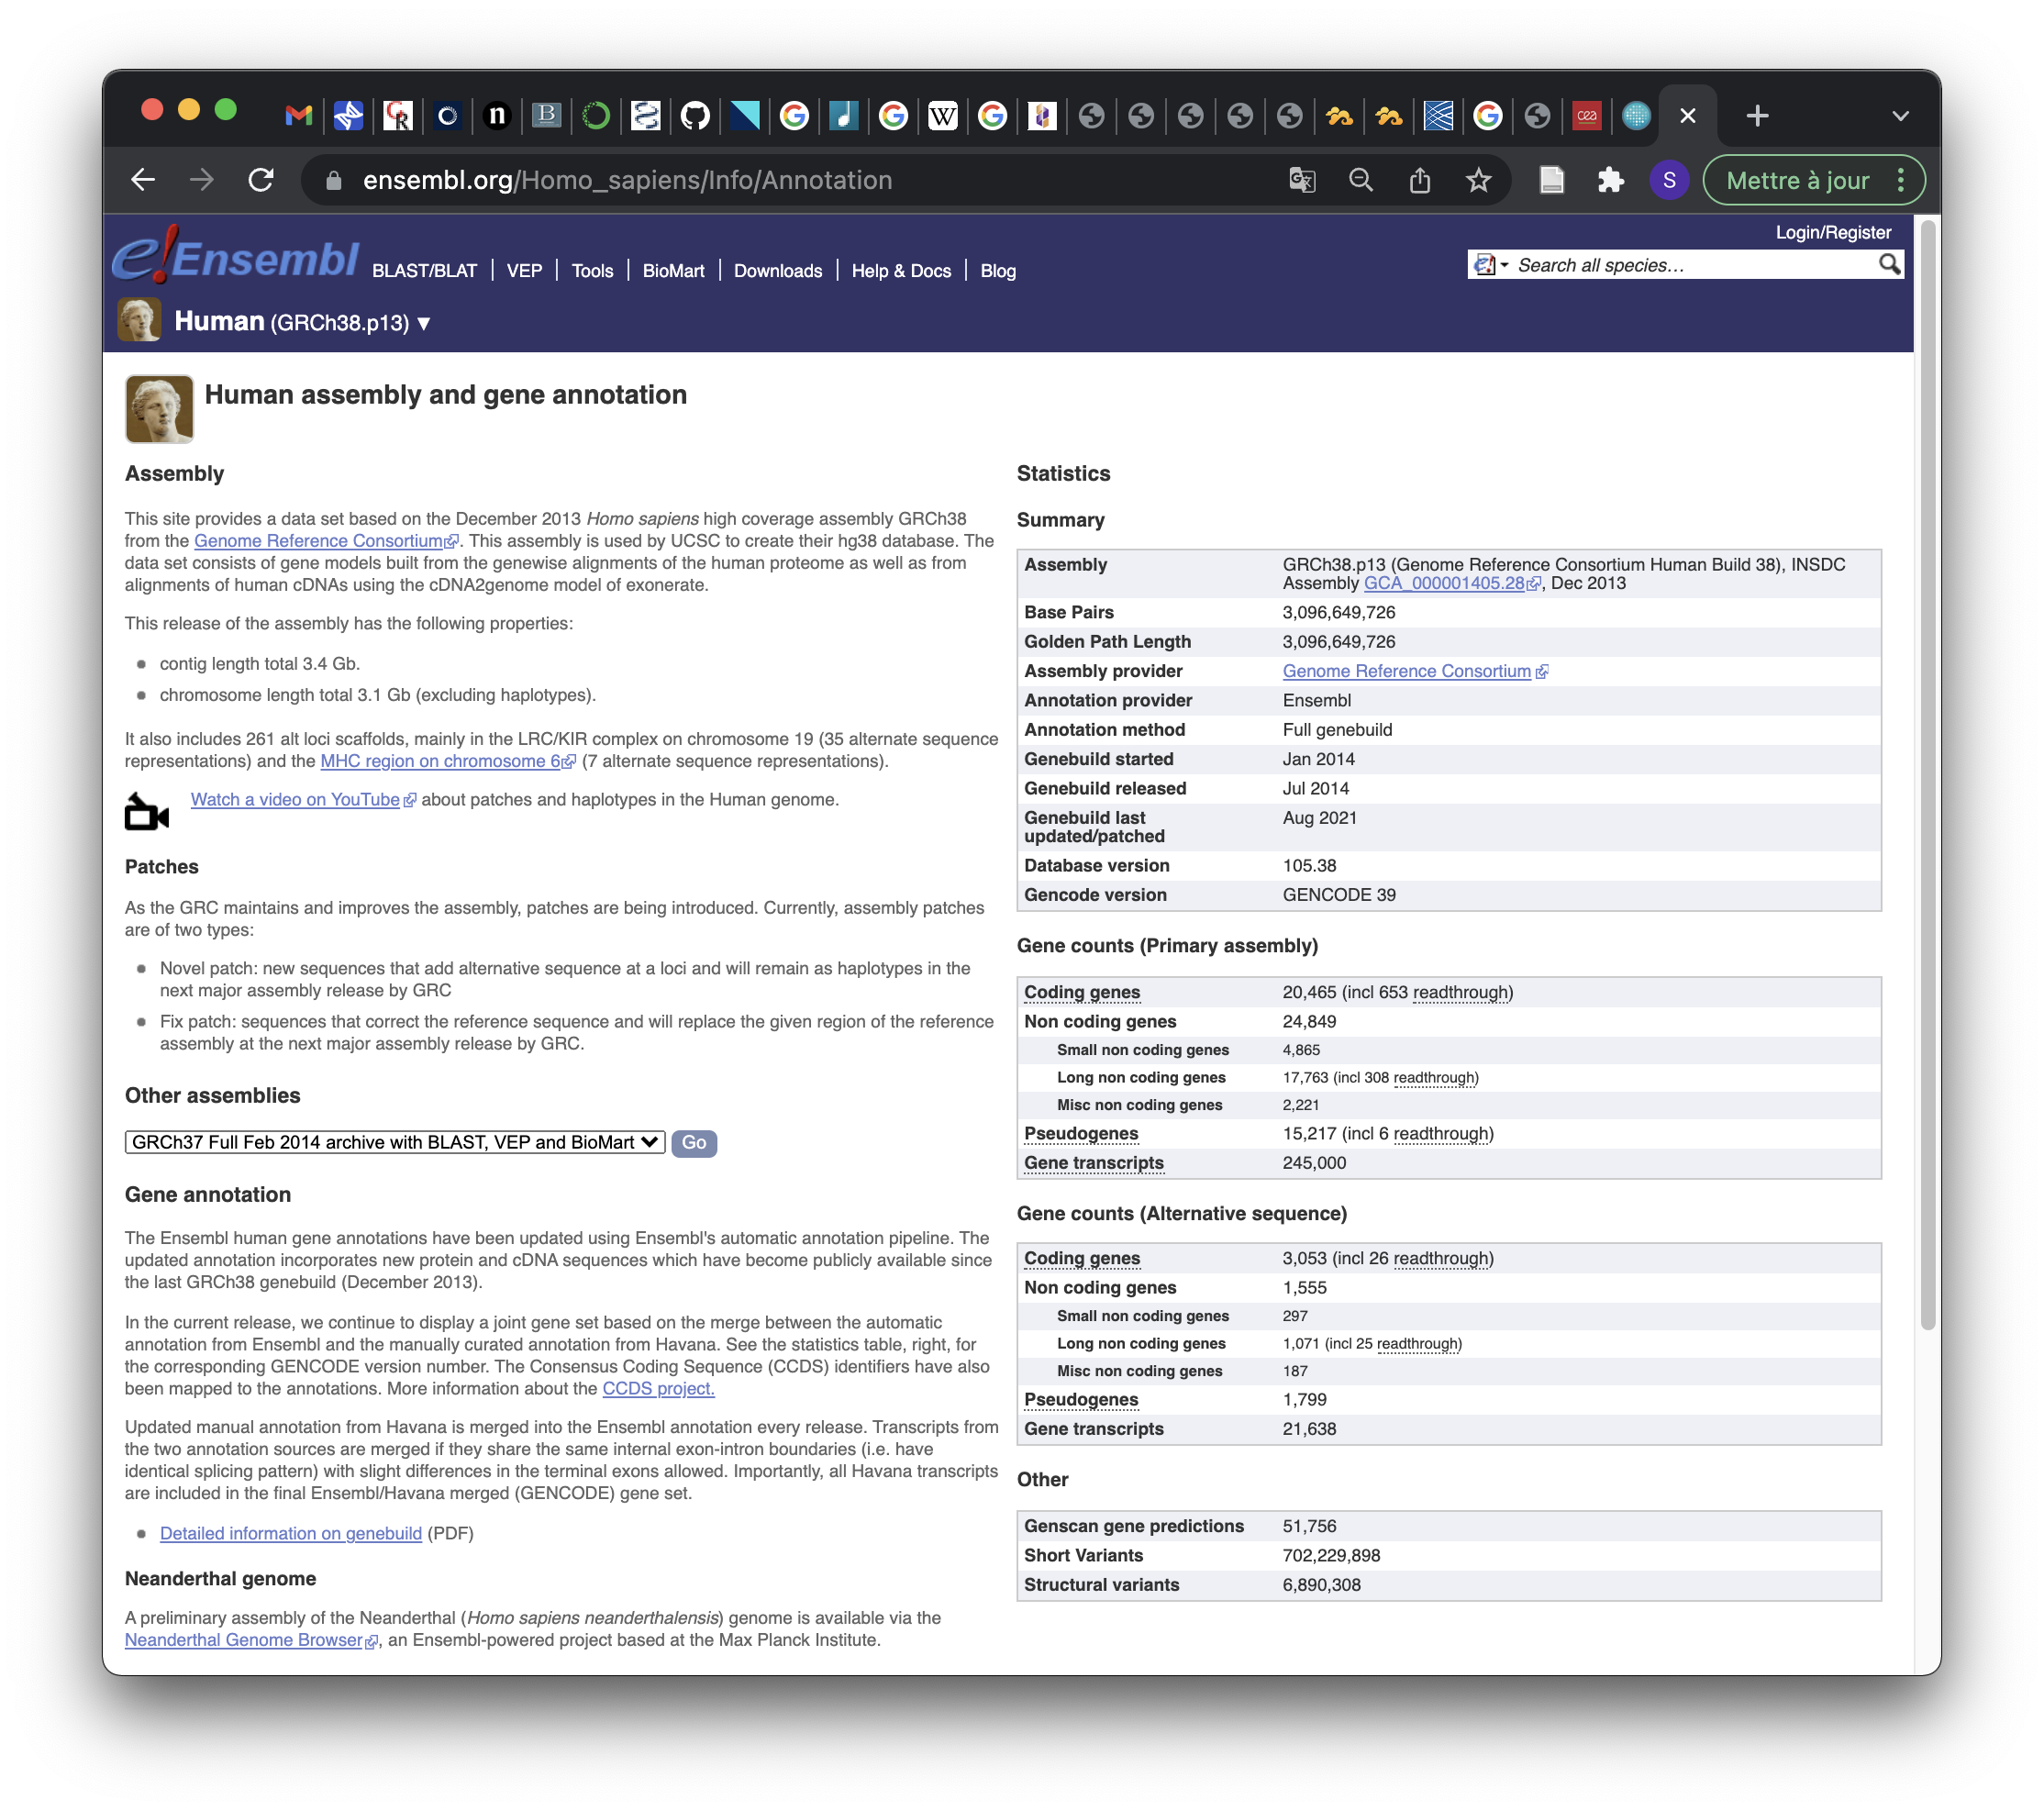 ensembl.org/Homo_sapiens/Info/Annotation
S
Mettre à jour
Login/Register
e!Ensembl
BLAST/BLAT | VEP | Tools | BioMart | Downloads | Help & Docs | Blog
Search all species…
Human (GRCh38.p13) ▼
Human assembly and gene annotation
Assembly
This site provides a data set based on the December 2013 Homo sapiens high coverage assembly GRCh38
from the Genome Reference Consortium. This assembly is used by UCSC to create their hg38 database. The
data set consists of gene models built from the genewise alignments of the human proteome as well as from
alignments of human cDNAs using the cDNA2genome model of exonerate.
This release of the assembly has the following properties:
contig length total 3.4 Gb.
chromosome length total 3.1 Gb (excluding haplotypes).
It also includes 261 alt loci scaffolds, mainly in the LRC/KIR complex on chromosome 19 (35 alternate sequence
representations) and the MHC region on chromosome 6 (7 alternate sequence representations).
Watch a video on YouTube about patches and haplotypes in the Human genome.
Patches
As the GRC maintains and improves the assembly, patches are being introduced. Currently, assembly patches
are of two types:
Novel patch: new sequences that add alternative sequence at a loci and will remain as haplotypes in the
next major assembly release by GRC
Fix patch: sequences that correct the reference sequence and will replace the given region of the reference
assembly at the next major assembly release by GRC.
Other assemblies
GRCh37 Full Feb 2014 archive with BLAST, VEP and BioMart
Go
Gene annotation
The Ensembl human gene annotations have been updated using Ensembl's automatic annotation pipeline. The
updated annotation incorporates new protein and cDNA sequences which have become publicly available since
the last GRCh38 genebuild (December 2013).
In the current release, we continue to display a joint gene set based on the merge between the automatic
annotation from Ensembl and the manually curated annotation from Havana. See the statistics table, right, for
the corresponding GENCODE version number. The Consensus Coding Sequence (CCDS) identifiers have also
been mapped to the annotations. More information about the CCDS project.
Updated manual annotation from Havana is merged into the Ensembl annotation every release. Transcripts from
the two annotation sources are merged if they share the same internal exon-intron boundaries (i.e. have
identical splicing pattern) with slight differences in the terminal exons allowed. Importantly, all Havana transcripts
are included in the final Ensembl/Havana merged (GENCODE) gene set.
Detailed information on genebuild (PDF)
Neanderthal genome
A preliminary assembly of the Neanderthal (Homo sapiens neanderthalensis) genome is available via the
Neanderthal Genome Browser, an Ensembl-powered project based at the Max Planck Institute.
Statistics
Summary
Assembly GRCh38.p13 (Genome Reference Consortium Human Build 38), INSDC
Assembly GCA_000001405.28, Dec 2013
Base Pairs 3,096,649,726
Golden Path Length 3,096,649,726
Assembly provider Genome Reference Consortium
Annotation provider Ensembl
Annotation method Full genebuild
Genebuild started Jan 2014
Genebuild released Jul 2014
Genebuild last Aug 2021
updated/patched
Database version 105.38
Gencode version GENCODE 39
Gene counts (Primary assembly)
Coding genes 20,465 (incl 653 readthrough)
Non coding genes 24,849
Small non coding genes 4,865
Long non coding genes 17,763 (incl 308 readthrough)
Misc non coding genes 2,221
Pseudogenes 15,217 (incl 6 readthrough)
Gene transcripts 245,000
Gene counts (Alternative sequence)
Coding genes 3,053 (incl 26 readthrough)
Non coding genes 1,555
Small non coding genes 297
Long non coding genes 1,071 (incl 25 readthrough)
Misc non coding genes 187
Pseudogenes 1,799
Gene transcripts 21,638
Other
Genscan gene predictions 51,756
Short Variants 702,229,898
Structural variants 6,890,308